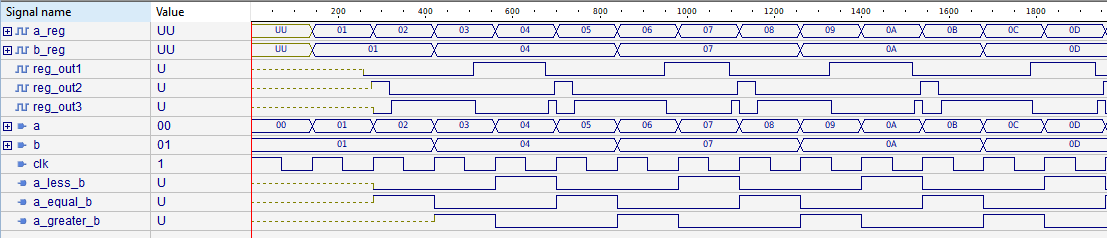 Signal name Value 200 400 600 800 1000 1200 1400 1600 1800
a_reg UU UU 01 02 03 04 05 06 07 08 09 0A 0B 0C 0D
b_reg UU UU 01 04 07 0A 0D
reg_out1 U
reg_out2 U
reg_out3 U
a 00 00 01 02 03 04 05 06 07 08 09 0A 0B 0C 0D
b 01 01 04 07 0A 0D
clk 1
a_less_b U
a_equal_b U
a_greater_b U